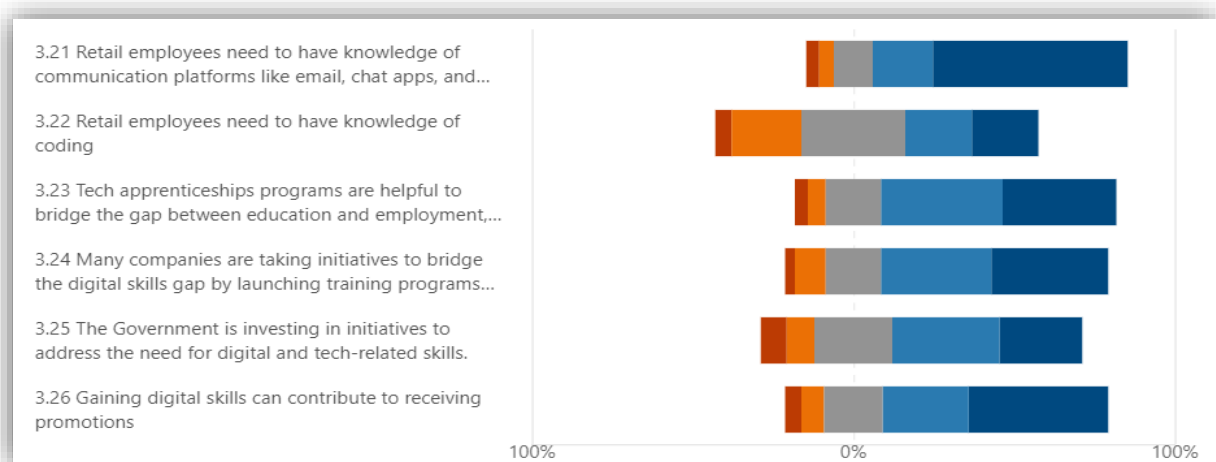 3.21 Retail employees need to have knowledge of
communication platforms like email, chat apps, and...
3.22 Retail employees need to have knowledge of
coding
3.23 Tech apprenticeships programs are helpful to
bridge the gap between education and employment,...
3.24 Many companies are taking initiatives to bridge
the digital skills gap by launching training programs...
3.25 The Government is investing in initiatives to
address the need for digital and tech-related skills.
3.26 Gaining digital skills can contribute to receiving
promotions
100% 0% 100%